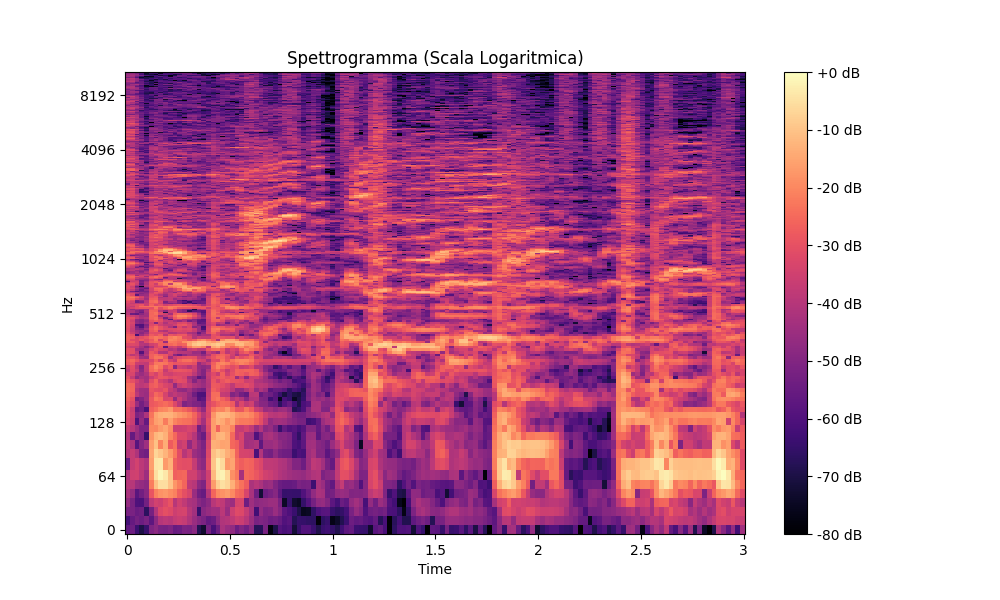 Spettrogramma (Scala Logaritmica)
Hz
8192
4096
2048
1024
512
256
128
64
0
0 0.5 1 1.5 2 2.5 3
Time
+0 dB
-10 dB
-20 dB
-30 dB
-40 dB
-50 dB
-60 dB
-70 dB
-80 dB